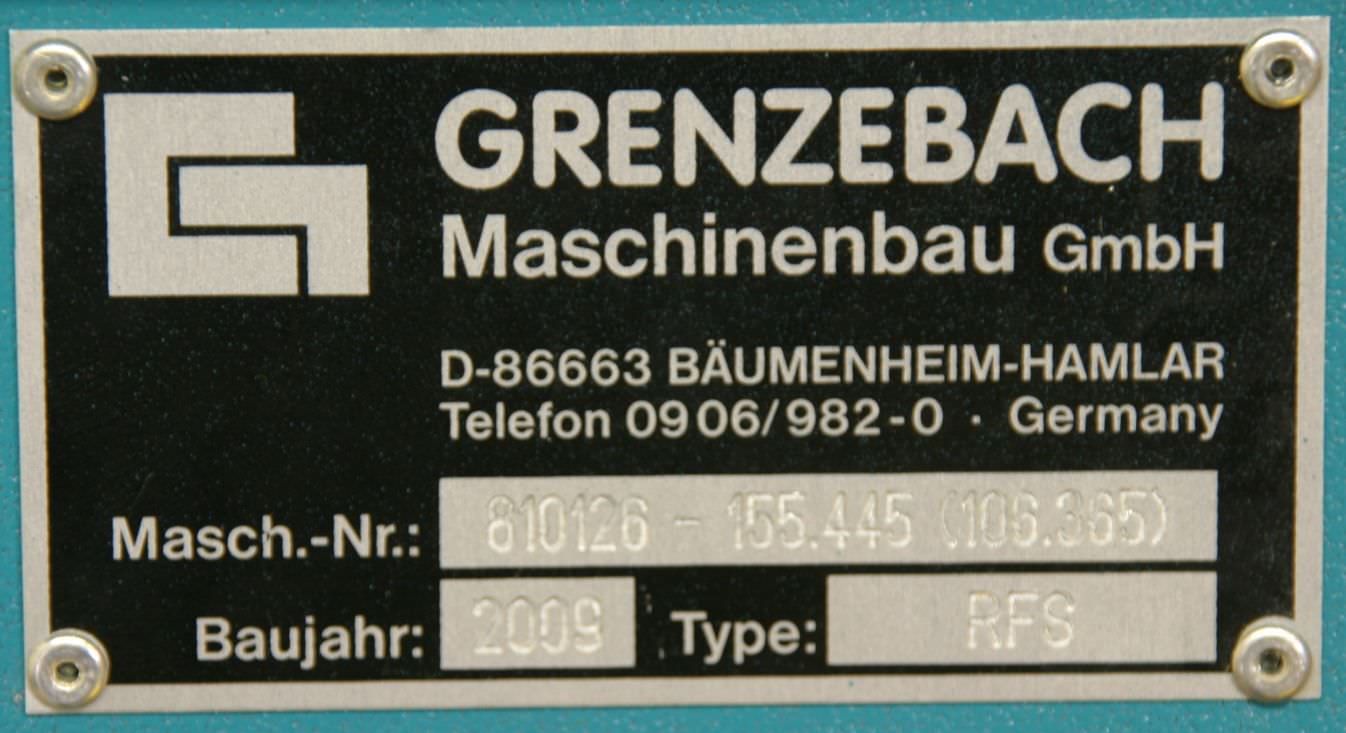 GRENZEBACH
Maschinenbau GmbH
D-86663 BÄUMENHEIM-HAMLAR
Telefon 0906/982-0 · Germany
Masch.-Nr.: 810126 - 155.445 (106.365)
Baujahr: 2009 Type: RFS